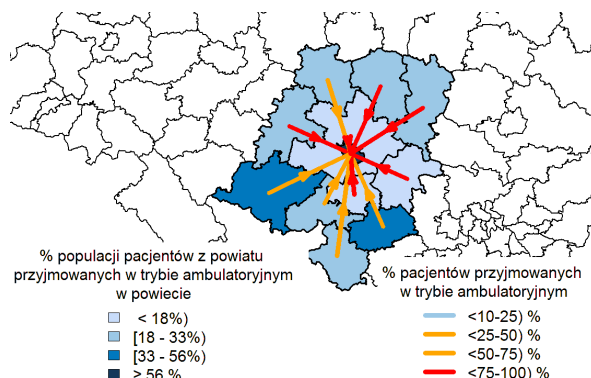 % populacji pacjentów z powiatu
przyjmowanych w trybie ambulatoryjnym
w powiecie
< 18%)
[18 - 33%)
[33 - 56%)
≥ 56 %
% pacjentów przyjmowanych
w trybie ambulatoryjnym
<10-25) %
<25-50) %
<50-75) %
<75-100) %